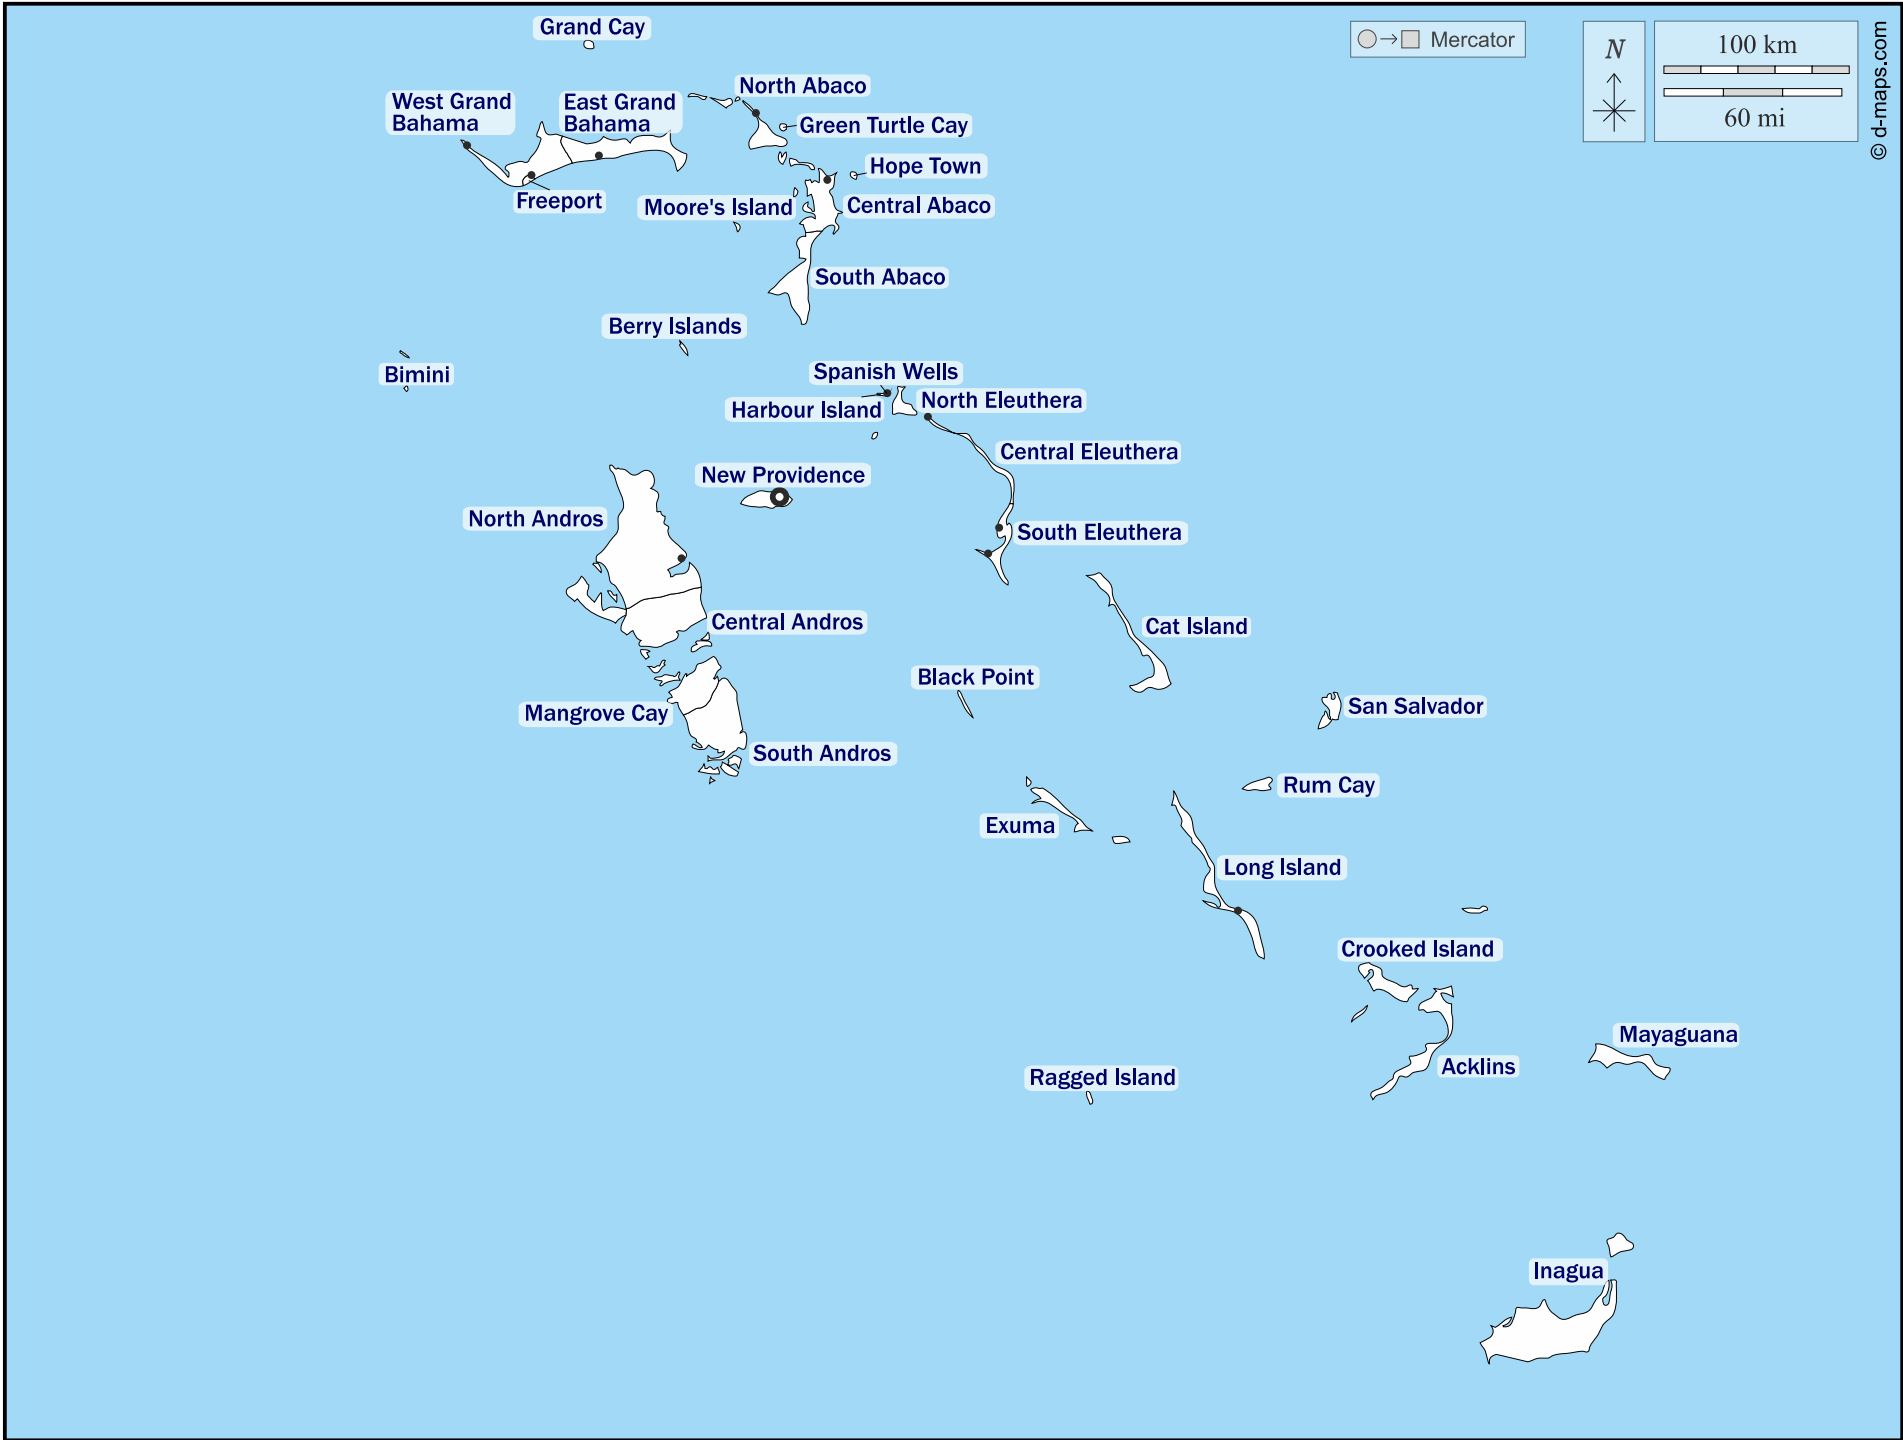 Grand Cay
Mercator
N
100 km
60 mi
© d-maps.com
North Abaco
West Grand
Bahama
East Grand
Bahama
Green Turtle Cay
Hope Town
Freeport
Moore's Island
Central Abaco
South Abaco
Berry Islands
Bimini
Spanish Wells
Harbour Island
North Eleuthera
Central Eleuthera
New Providence
North Andros
South Eleuthera
Central Andros
Cat Island
Black Point
Mangrove Cay
San Salvador
South Andros
Rum Cay
Exuma
Long Island
Crooked Island
Mayaguana
Acklins
Ragged Island
Inagua